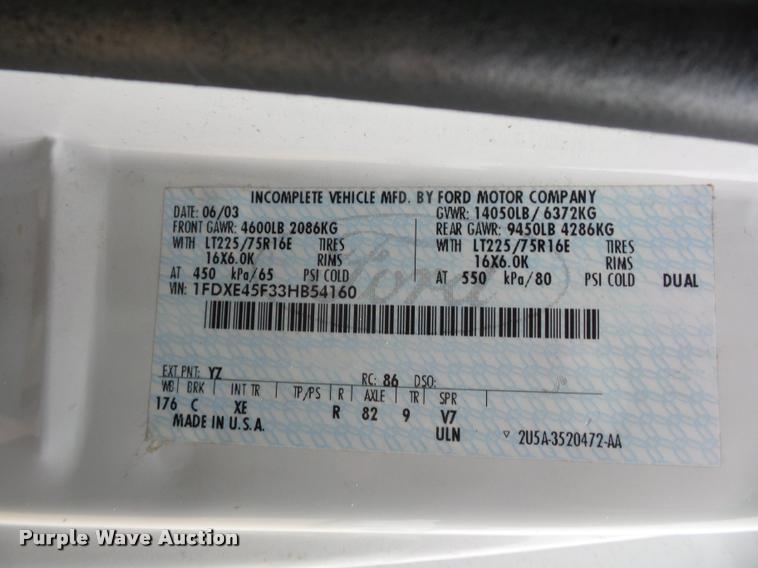 INCOMPLETE VEHICLE MFD. BY FORD MOTOR COMPANY
DATE: 06/03 GVWR: 14050LB/ 6372KG
FRONT GAWR: 4600LB 2086KG REAR GAWR: 9450LB 4286KG
WITH LT225/75R16E TIRES WITH LT225/75R16E TIRES
16X6.0K RIMS 16X6.0K RIMS
AT 450 kPa/65 PSI COLD AT 550 kPa/80 PSI COLD DUAL
VIN: 1FDXE45F33HB54160
Ford
EXT PNT: YZ RC: 86 DSO:
WB BRK INT TR TP/PS R AXLE TR SPR
176 C XE R 82 9 V7
MADE IN U.S.A. ULN ▽ 2U5A-3520472-AA
Purple Wave Auction